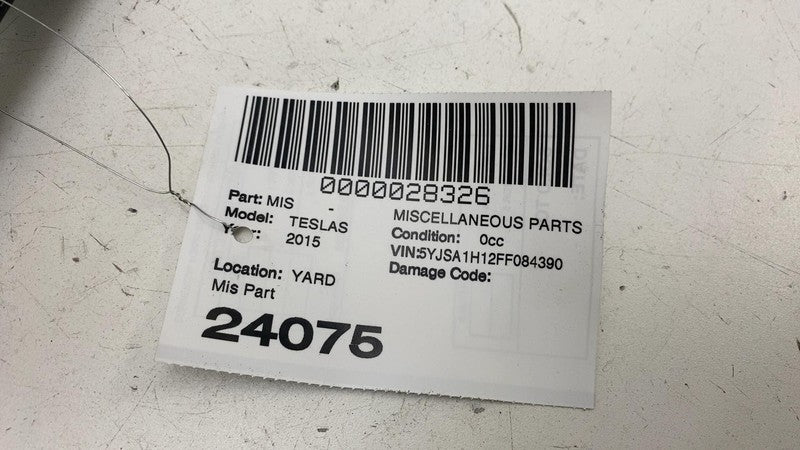 0000028326
Part: MIS - MISCELLANEOUS PARTS
Model: TESLAS Condition: 0cc
Year: 2015 VIN:5YJSA1H12FF084390
Damage Code:
Location: YARD
Mis Part
24075